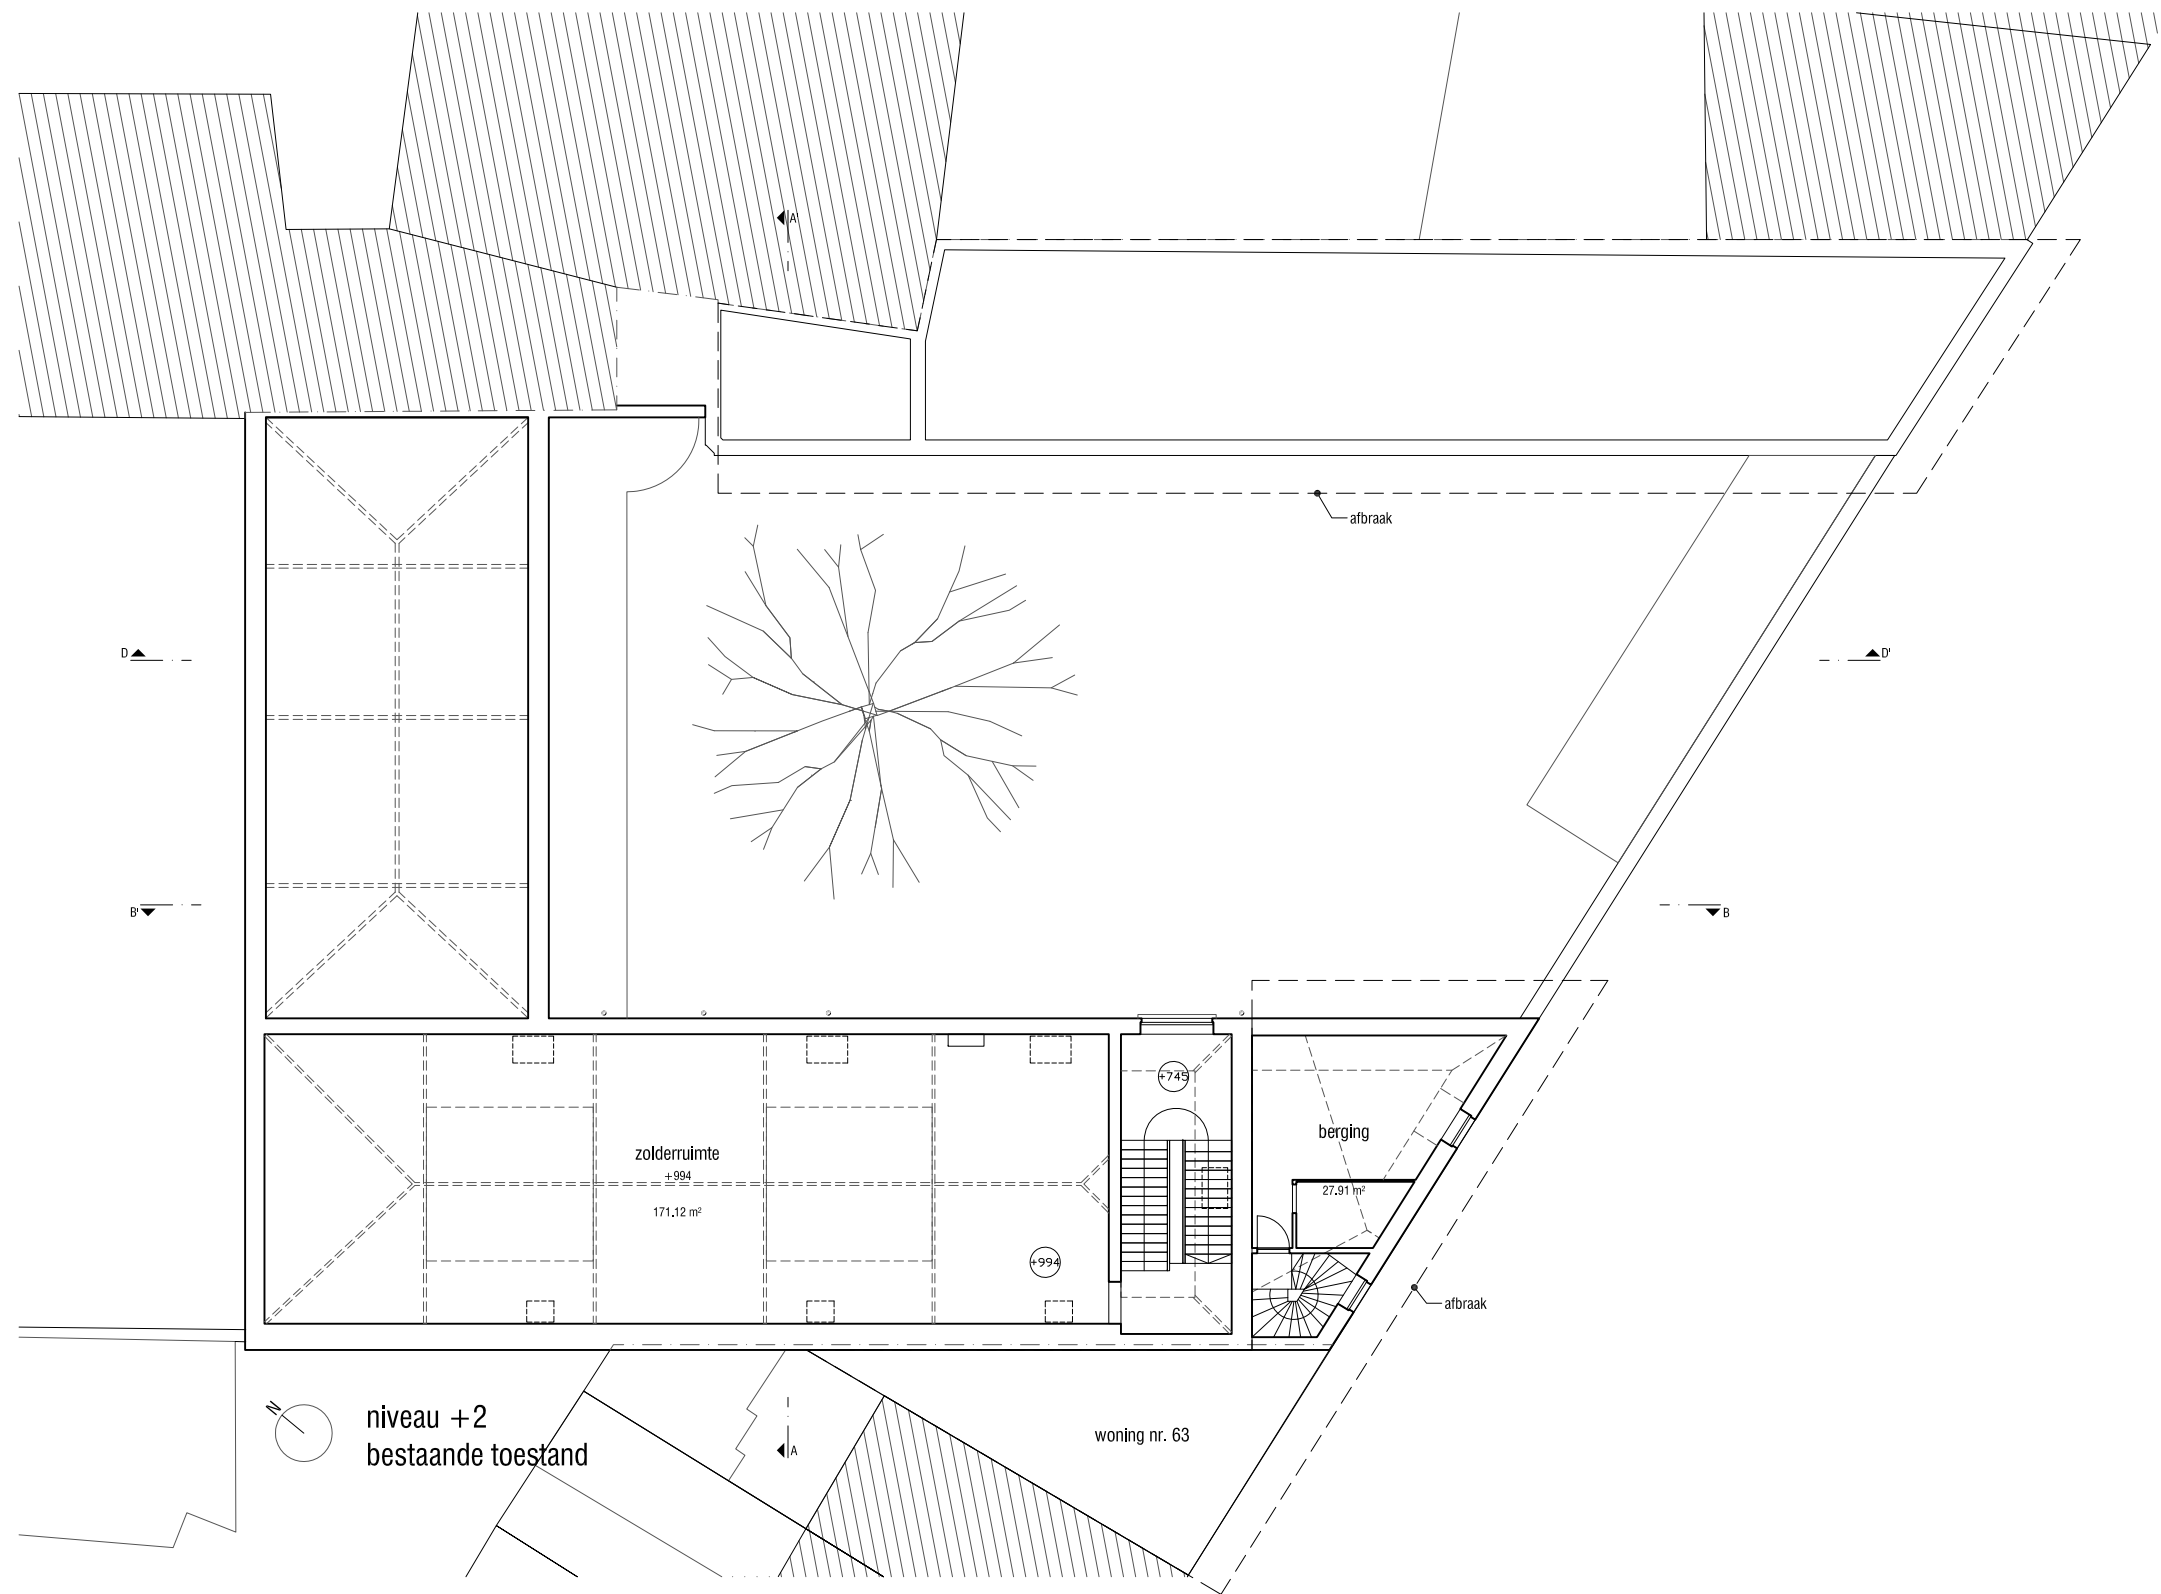 A'
afbraak
D
D'
B'
B
+745
berging
zolderruimte
+994
27.91 m²
171.12 m²
+994
afbraak
N
niveau +2
bestaande toestand
woning nr. 63
A